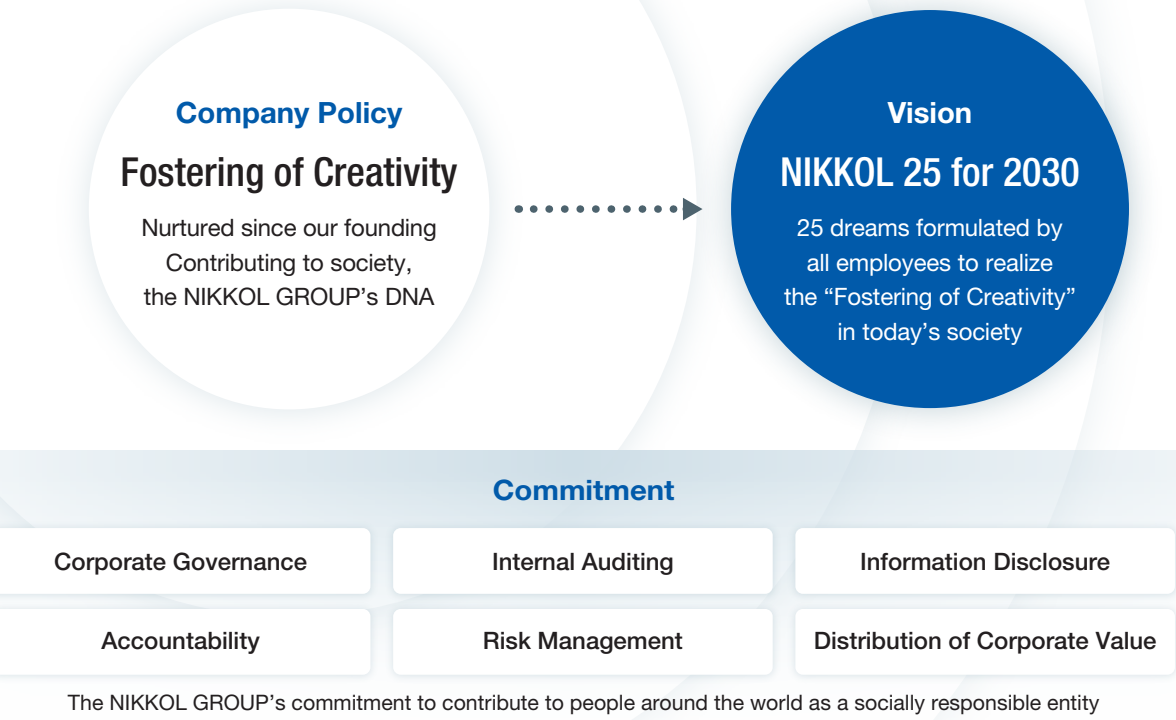 Company Policy
Fostering of Creativity
Nurtured since our founding
Contributing to society,
the NIKKOL GROUP’s DNA
Vision
NIKKOL 25 for 2030
25 dreams formulated by
all employees to realize
the “Fostering of Creativity”
in today’s society
Commitment
Corporate Governance
Internal Auditing
Information Disclosure
Accountability
Risk Management
Distribution of Corporate Value
The NIKKOL GROUP’s commitment to contribute to people around the world as a socially responsible entity